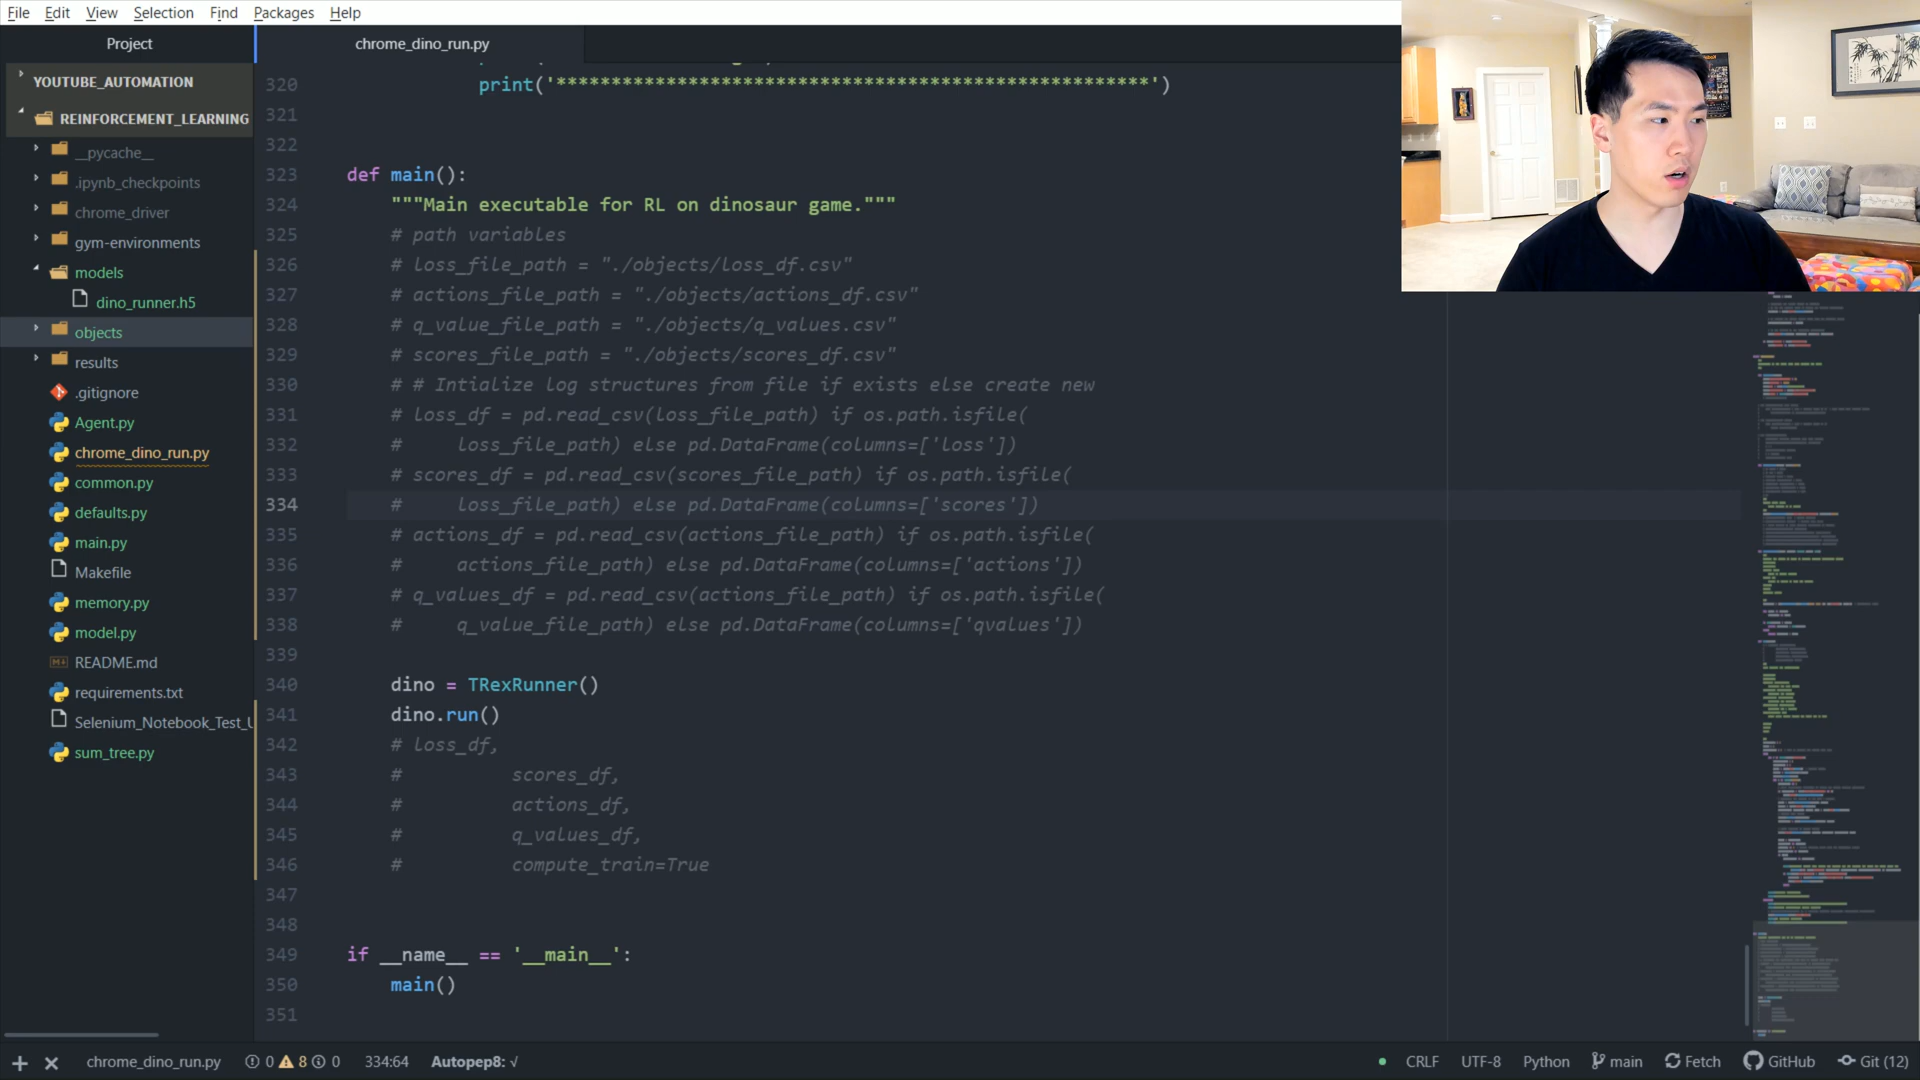 File Edit View Selection Find Packages Help
Project
chrome_dino_run.py
YOUTUBE_AUTOMATION
REINFORCEMENT_LEARNING
__pycache__
.ipynb_checkpoints
chrome_driver
gym-environments
models
dino_runner.h5
objects
results
.gitignore
Agent.py
chrome_dino_run.py
common.py
defaults.py
main.py
Makefile
memory.py
model.py
README.md
requirements.txt
Selenium_Notebook_Test_
sum_tree.py
320 print('******************************************************')
321
322
323 def main():
324 """Main executable for RL on dinosaur game."""
325 # path variables
326 # loss_file_path = "./objects/loss_df.csv"
327 # actions_file_path = "./objects/actions_df.csv"
328 # q_value_file_path = "./objects/q_values.csv"
329 # scores_file_path = "./objects/scores_df.csv"
330 # # Intialize log structures from file if exists else create new
331 # loss_df = pd.read_csv(loss_file_path) if os.path.isfile(
332 # loss_file_path) else pd.DataFrame(columns=['loss'])
333 # scores_df = pd.read_csv(scores_file_path) if os.path.isfile(
334 # loss_file_path) else pd.DataFrame(columns=['scores'])
335 # actions_df = pd.read_csv(actions_file_path) if os.path.isfile(
336 # actions_file_path) else pd.DataFrame(columns=['actions'])
337 # q_values_df = pd.read_csv(actions_file_path) if os.path.isfile(
338 # q_value_file_path) else pd.DataFrame(columns=['qvalues'])
339
340 dino = TRexRunner()
341 dino.run()
342 # loss_df,
343 # scores_df,
344 # actions_df,
345 # q_values_df,
346 # compute_train=True
347
348
349 if __name__ == '__main__':
350 main()
351
chrome_dino_run.py 0 8 0 334:64 Autopep8: √ CRLF UTF-8 Python main Fetch GitHub Git (12)